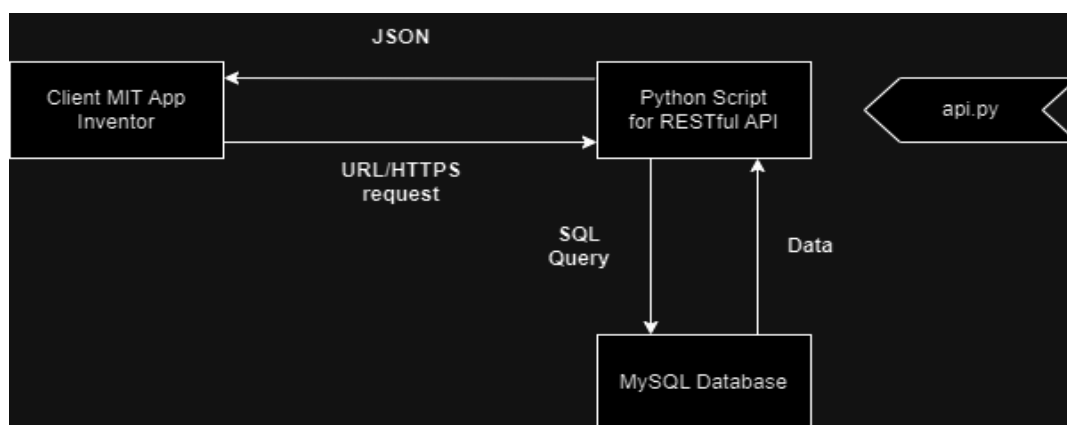 JSON
Client MIT App
Inventor
Python Script
for RESTful API
api.py
URL/HTTPS
request
SQL
Query
Data
MySQL Database